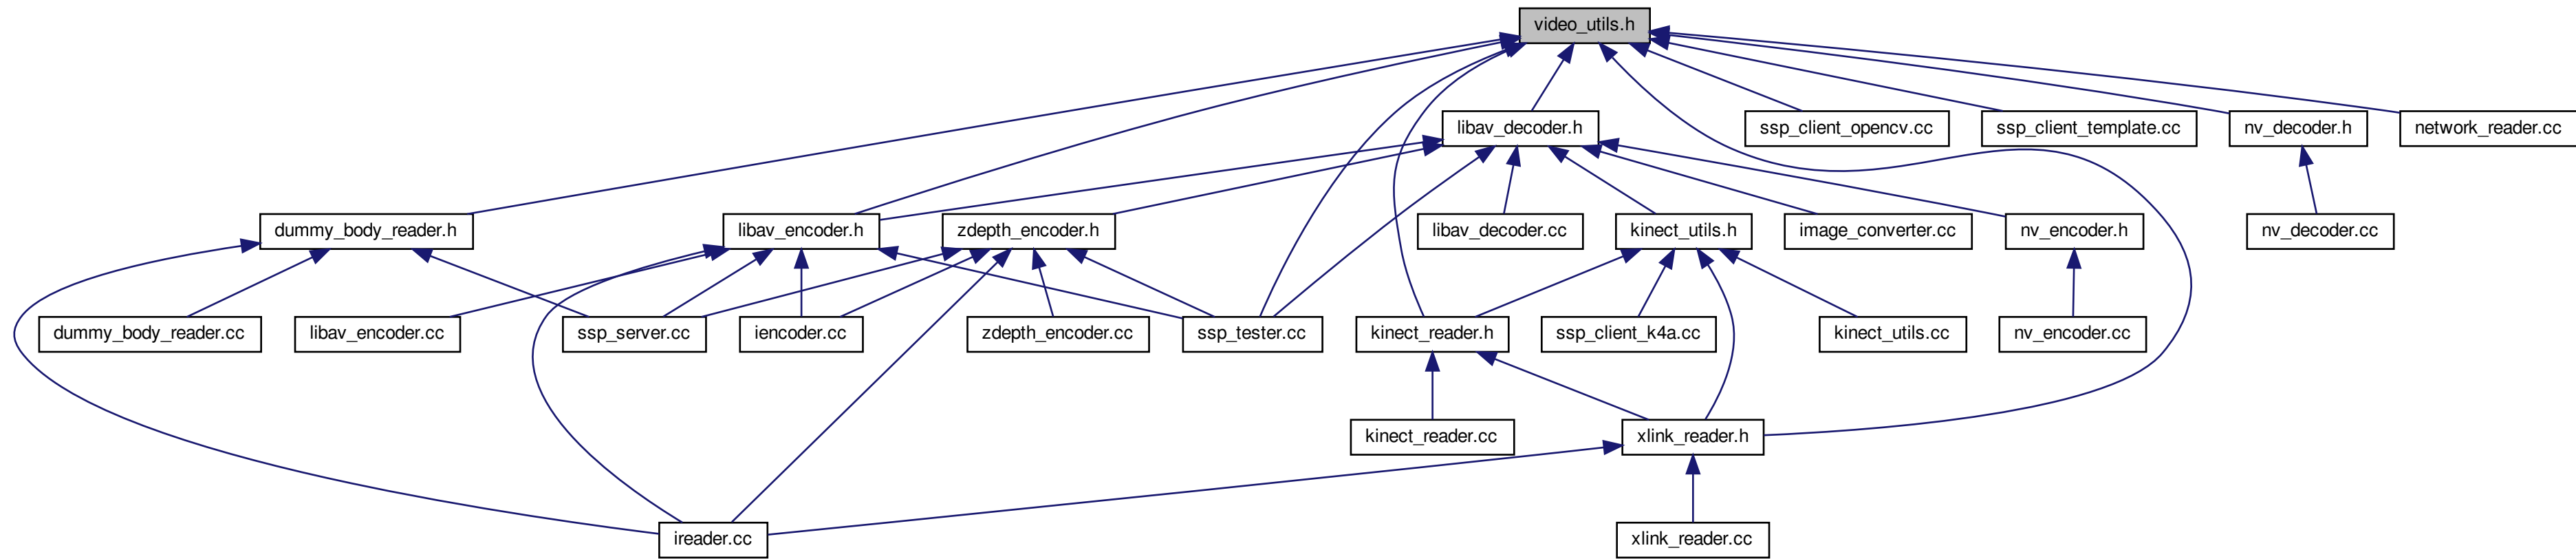 video_utils.h
libav_decoder.h
ssp_client_opencv.cc
ssp_client_template.cc
nv_decoder.h
network_reader.cc
dummy_body_reader.h
libav_encoder.h
zdepth_encoder.h
libav_decoder.cc
kinect_utils.h
image_converter.cc
nv_encoder.h
nv_decoder.cc
dummy_body_reader.cc
libav_encoder.cc
ssp_server.cc
iencoder.cc
zdepth_encoder.cc
ssp_tester.cc
kinect_reader.h
ssp_client_k4a.cc
kinect_utils.cc
nv_encoder.cc
kinect_reader.cc
xlink_reader.h
ireader.cc
xlink_reader.cc